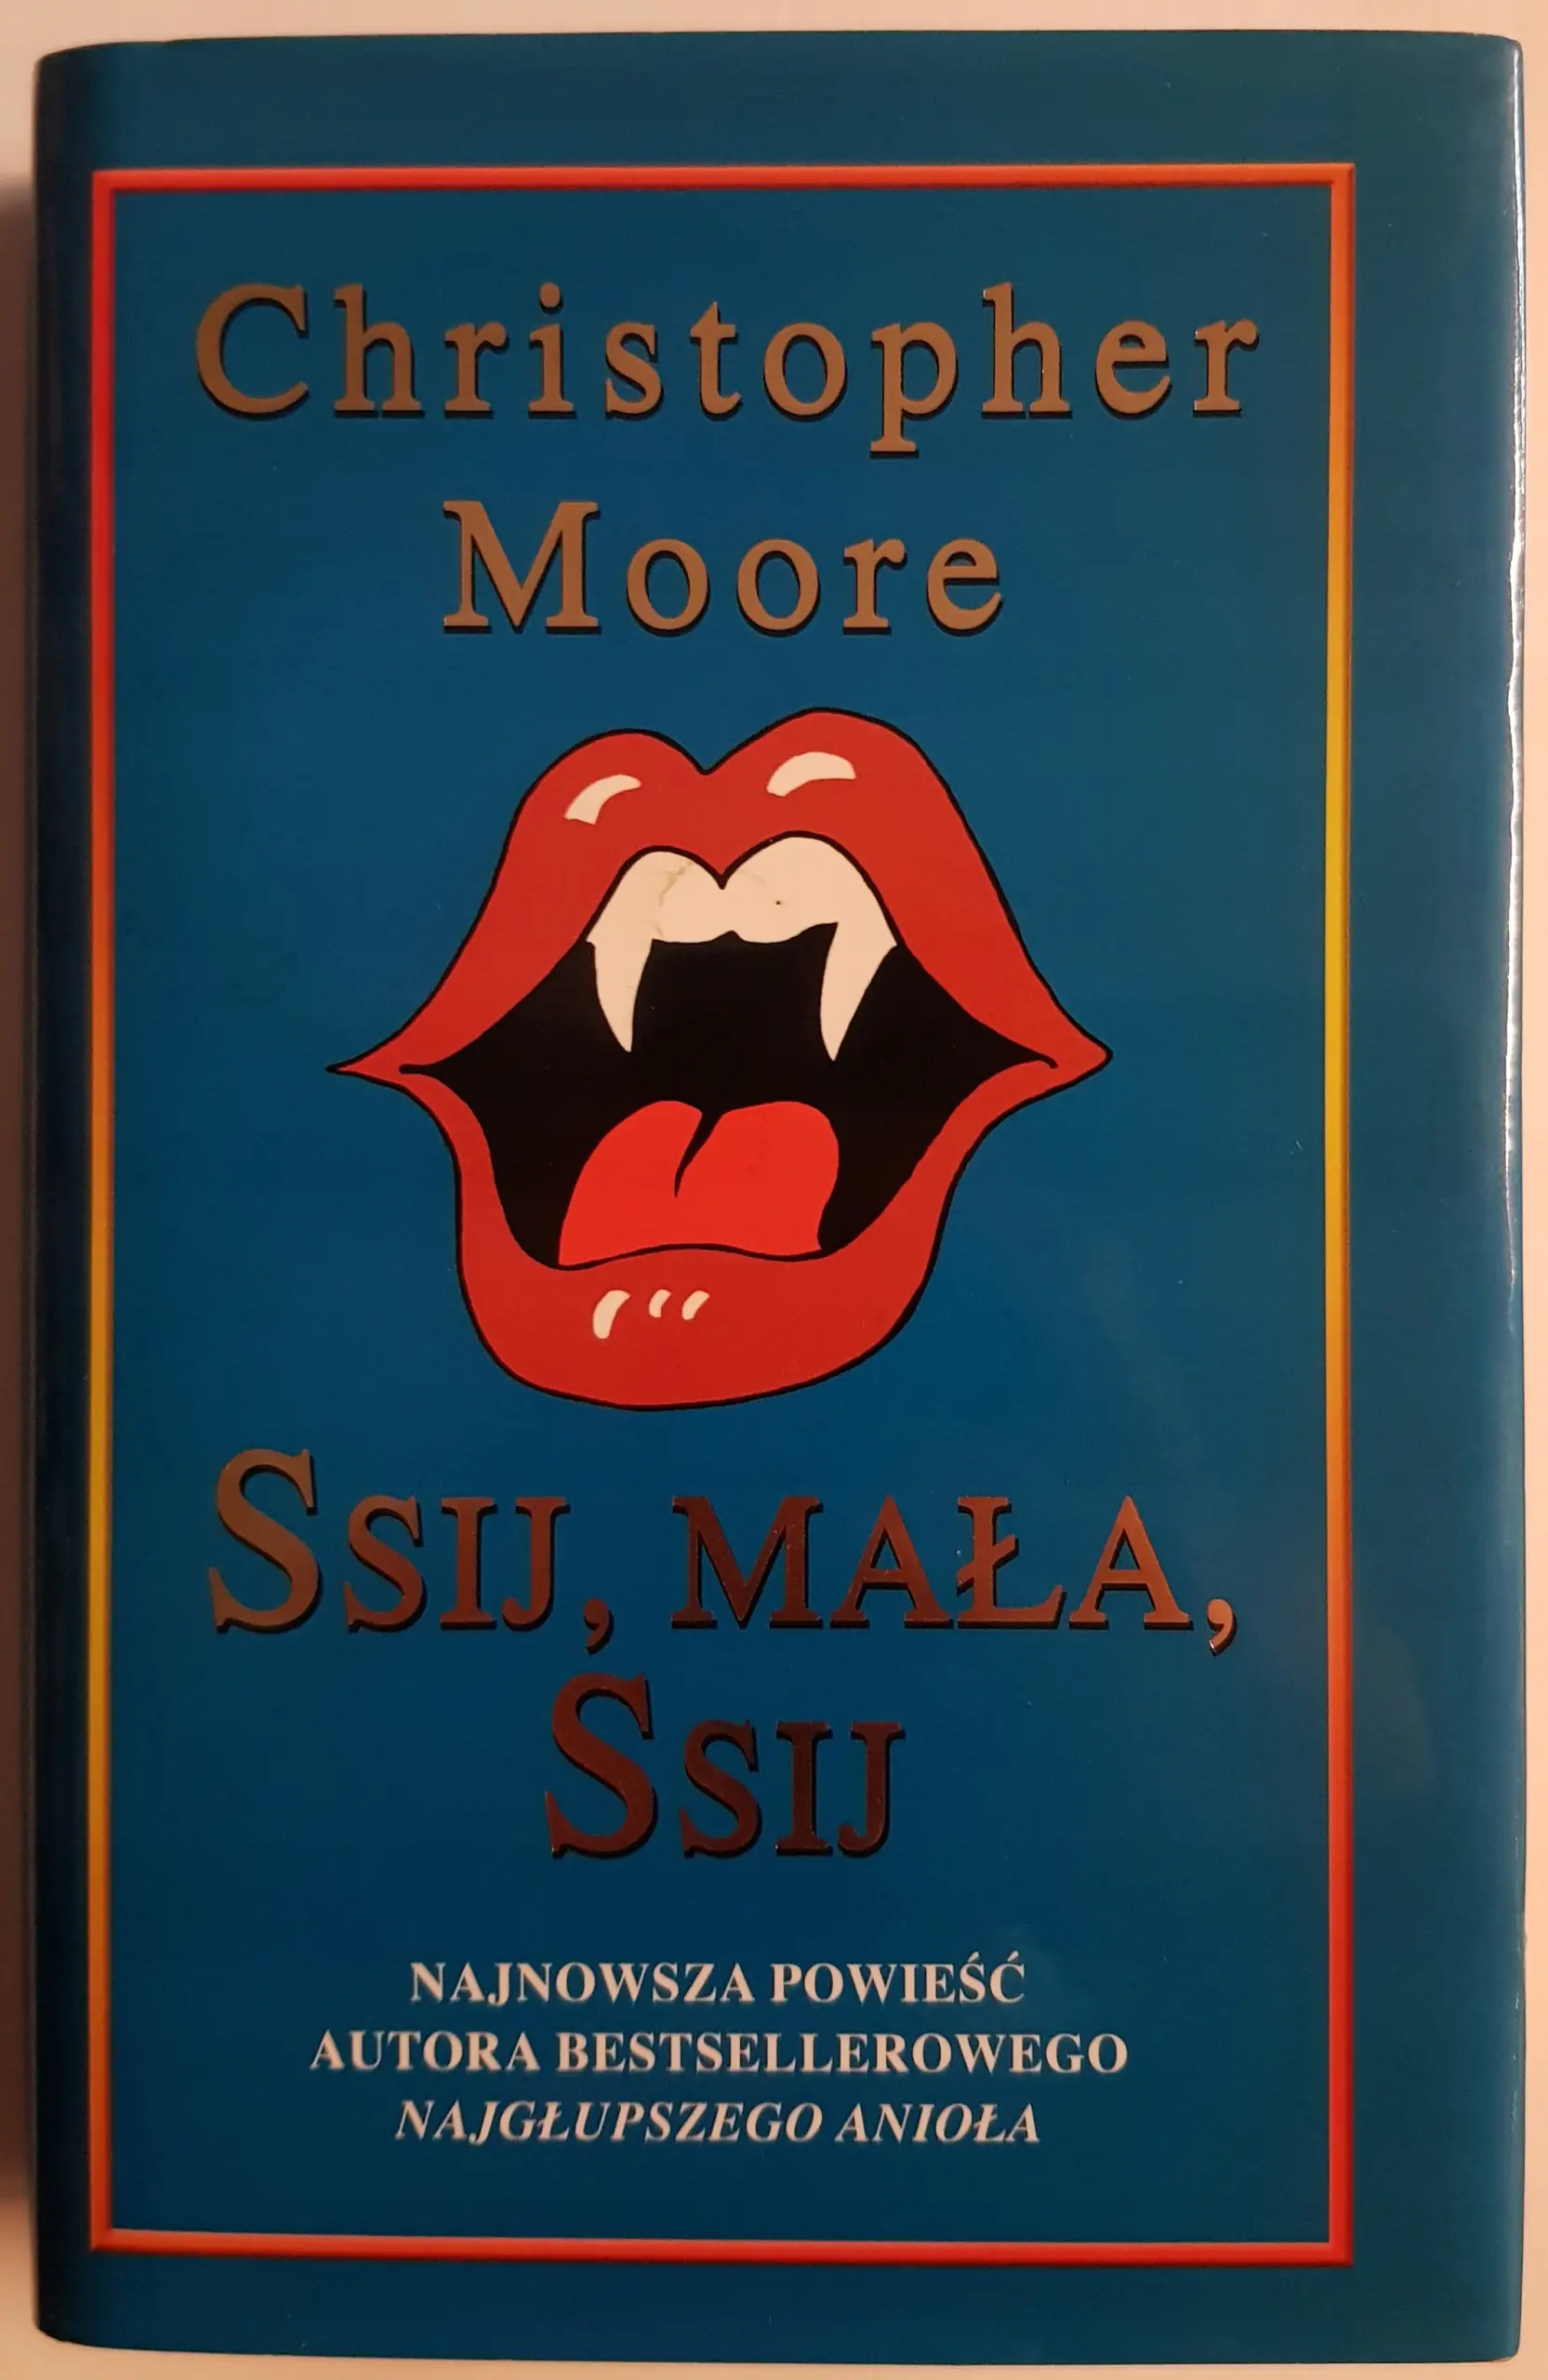 Christopher
Moore
SSIJ, MAŁA,
SSIJ
NAJNOWSZA POWIEŚĆ
AUTORA BESTSELLEROWEGO
NAJGŁUPSZEGO ANIOŁA